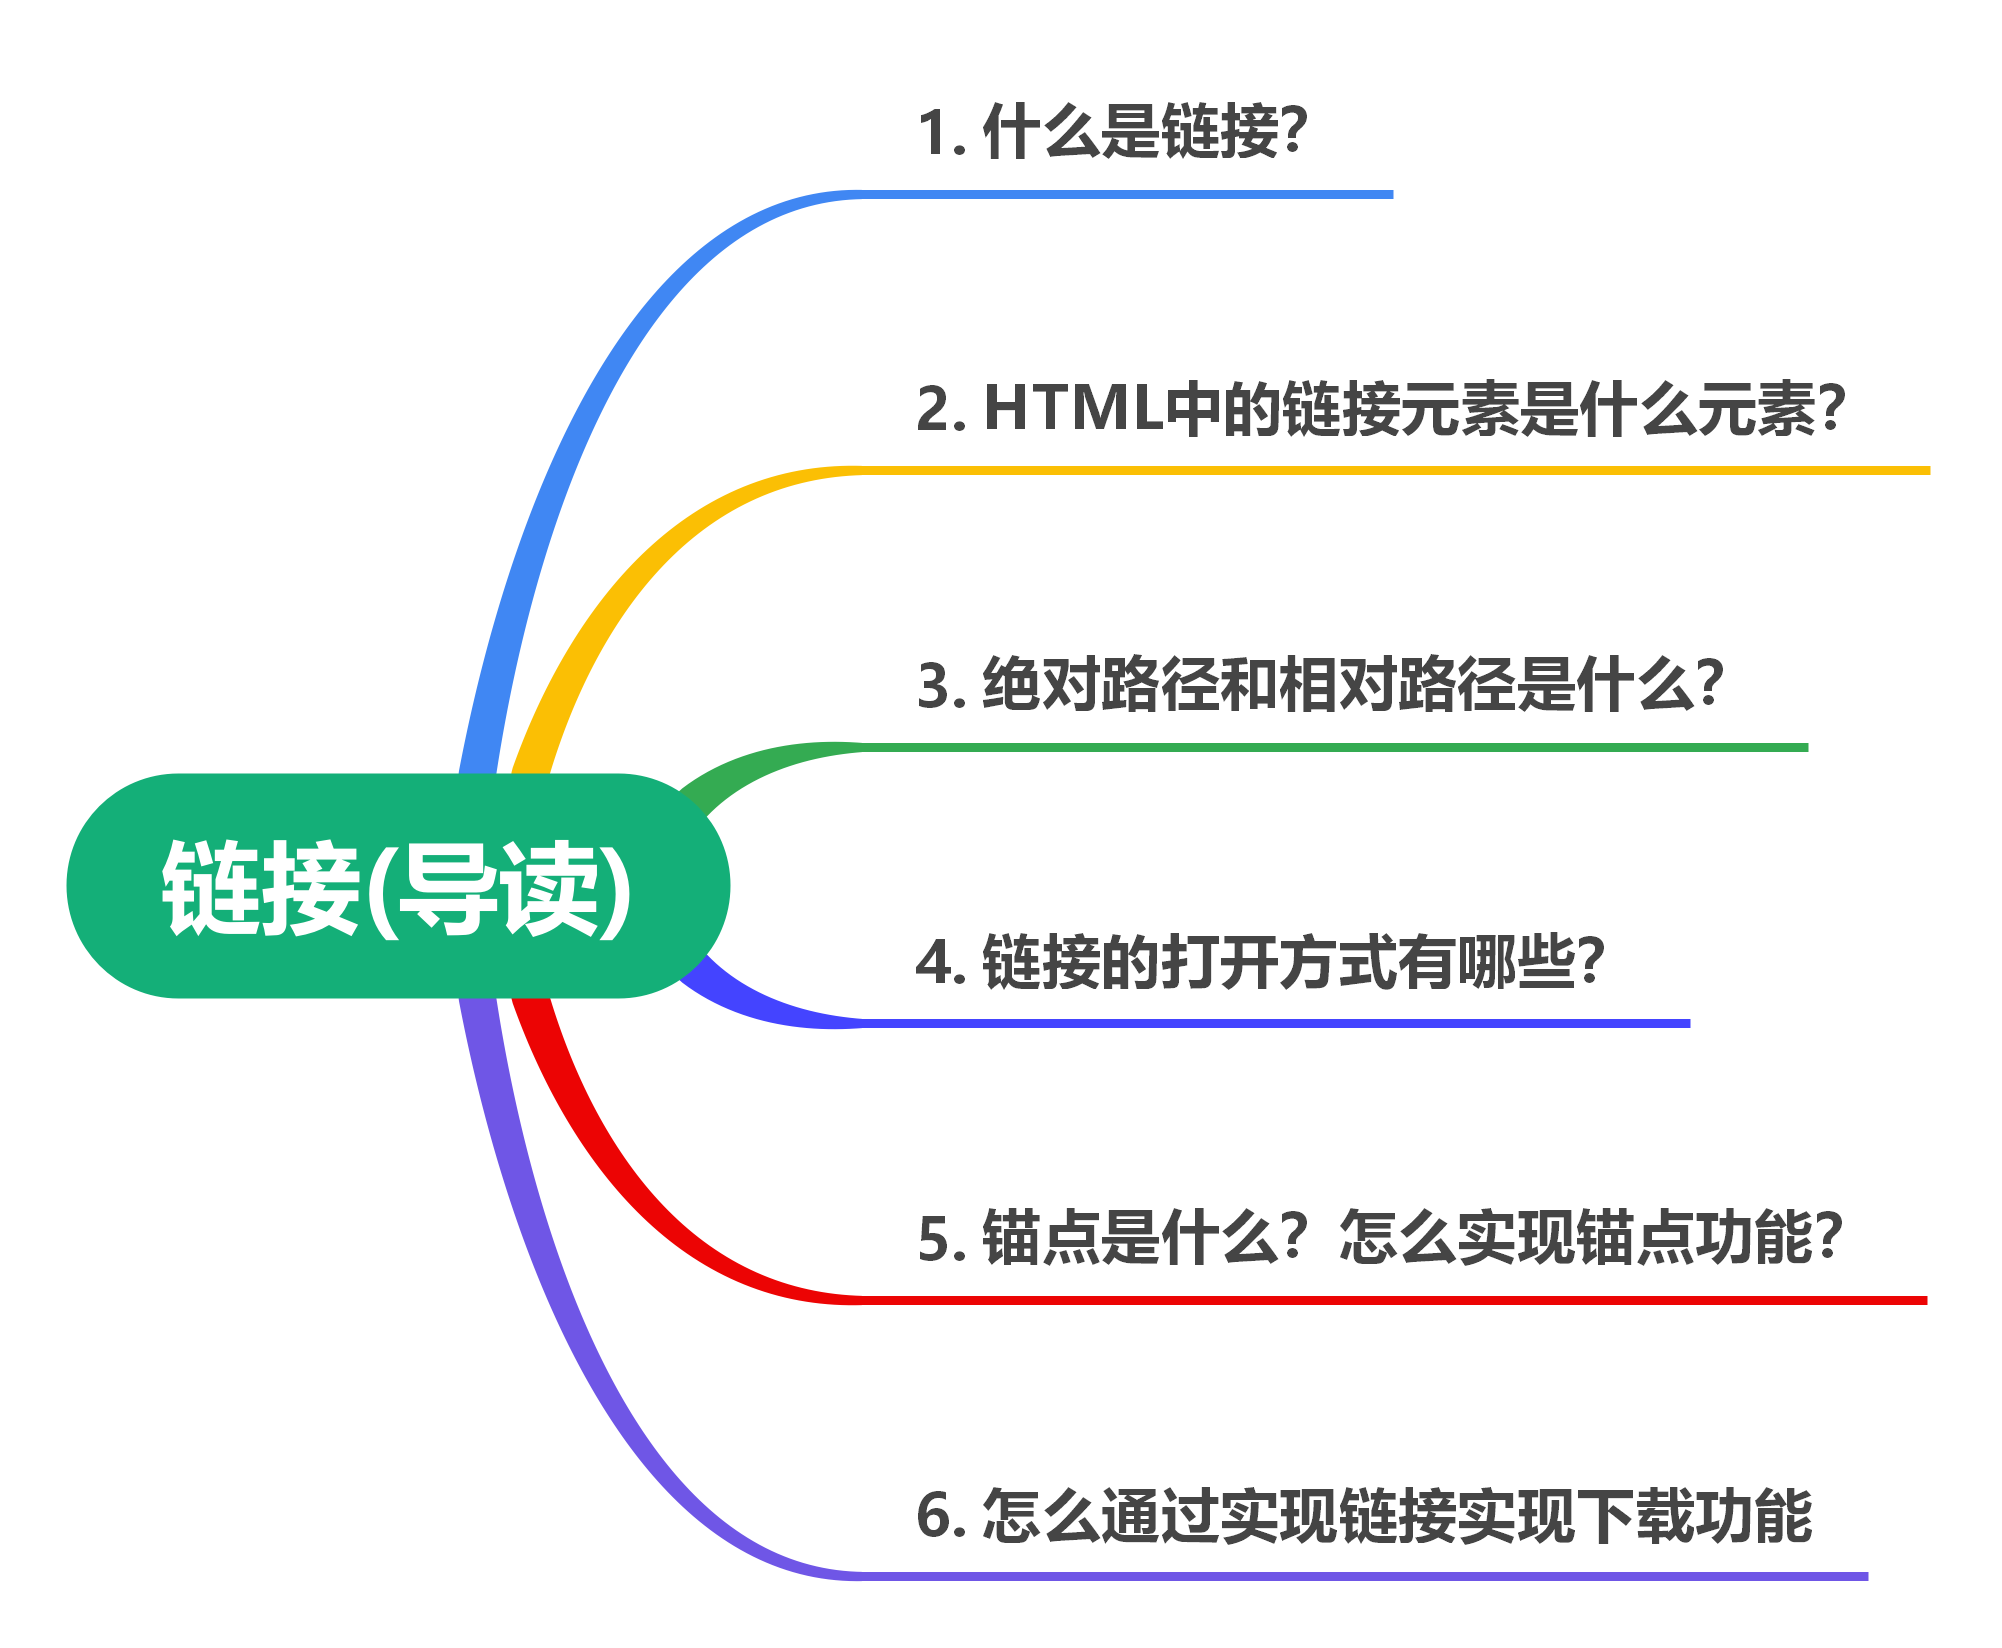 1. 什么是链接？
2. HTML中的链接元素是什么元素？
3. 绝对路径和相对路径是什么？
链接(导读)
4. 链接的打开方式有哪些？
5. 锚点是什么？怎么实现锚点功能？
6. 怎么通过实现链接实现下载功能